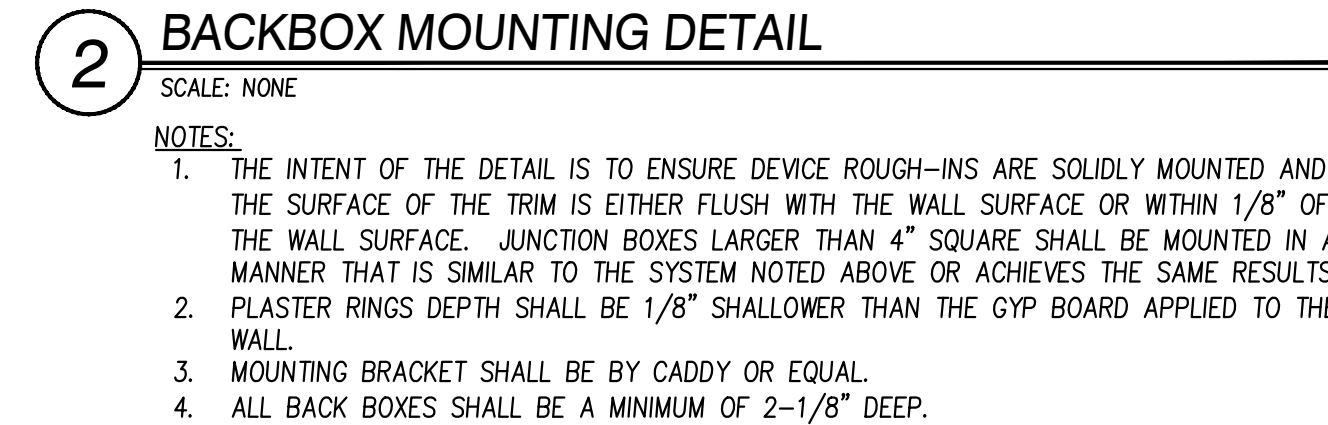 2 BACKBOX MOUNTING DETAIL
SCALE: NONE
NOTES:
1. THE INTENT OF THE DETAIL IS TO ENSURE DEVICE ROUGH–INS ARE SOLIDLY MOUNTED AND
THE SURFACE OF THE TRIM IS EITHER FLUSH WITH THE WALL SURFACE OR WITHIN 1/8" OF
THE WALL SURFACE. JUNCTION BOXES LARGER THAN 4" SQUARE SHALL BE MOUNTED IN A
MANNER THAT IS SIMILAR TO THE SYSTEM NOTED ABOVE OR ACHIEVES THE SAME RESULTS
2. PLASTER RINGS DEPTH SHALL BE 1/8" SHALLOWER THAN THE GYP BOARD APPLIED TO THE
WALL.
3. MOUNTING BRACKET SHALL BE BY CADDY OR EQUAL.
4. ALL BACK BOXES SHALL BE A MINIMUM OF 2–1/8" DEEP.